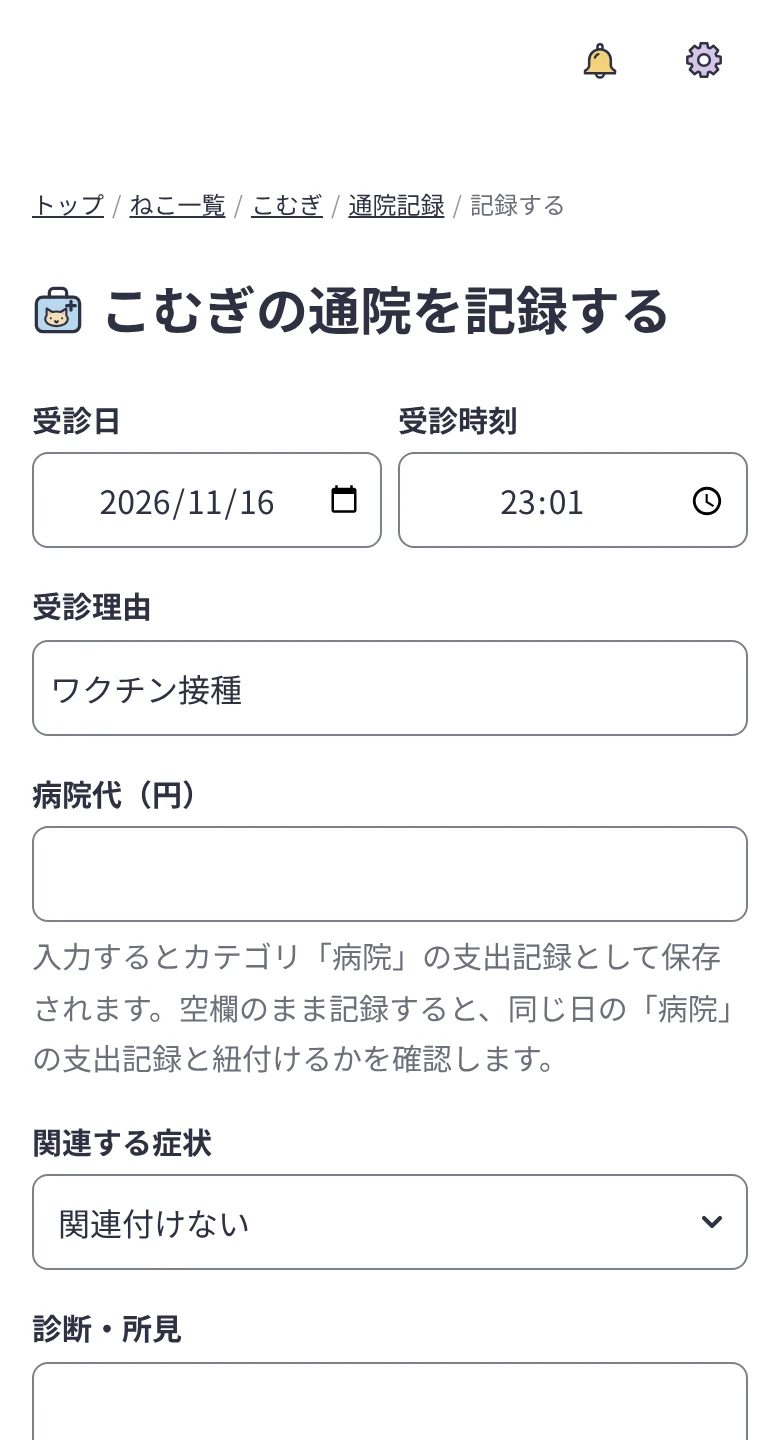 トップ / ねこ一覧 / こむぎ / 通院記録 / 記録する
こむぎの通院を記録する
受診日 受診時刻
2026/11/16 23:01
受診理由
ワクチン接種
病院代（円）
入力するとカテゴリ「病院」の支出記録として保存
されます。空欄のまま記録すると、同じ日の「病院」
の支出記録と紐付けるかを確認します。
関連する症状
関連付けない
診断・所見